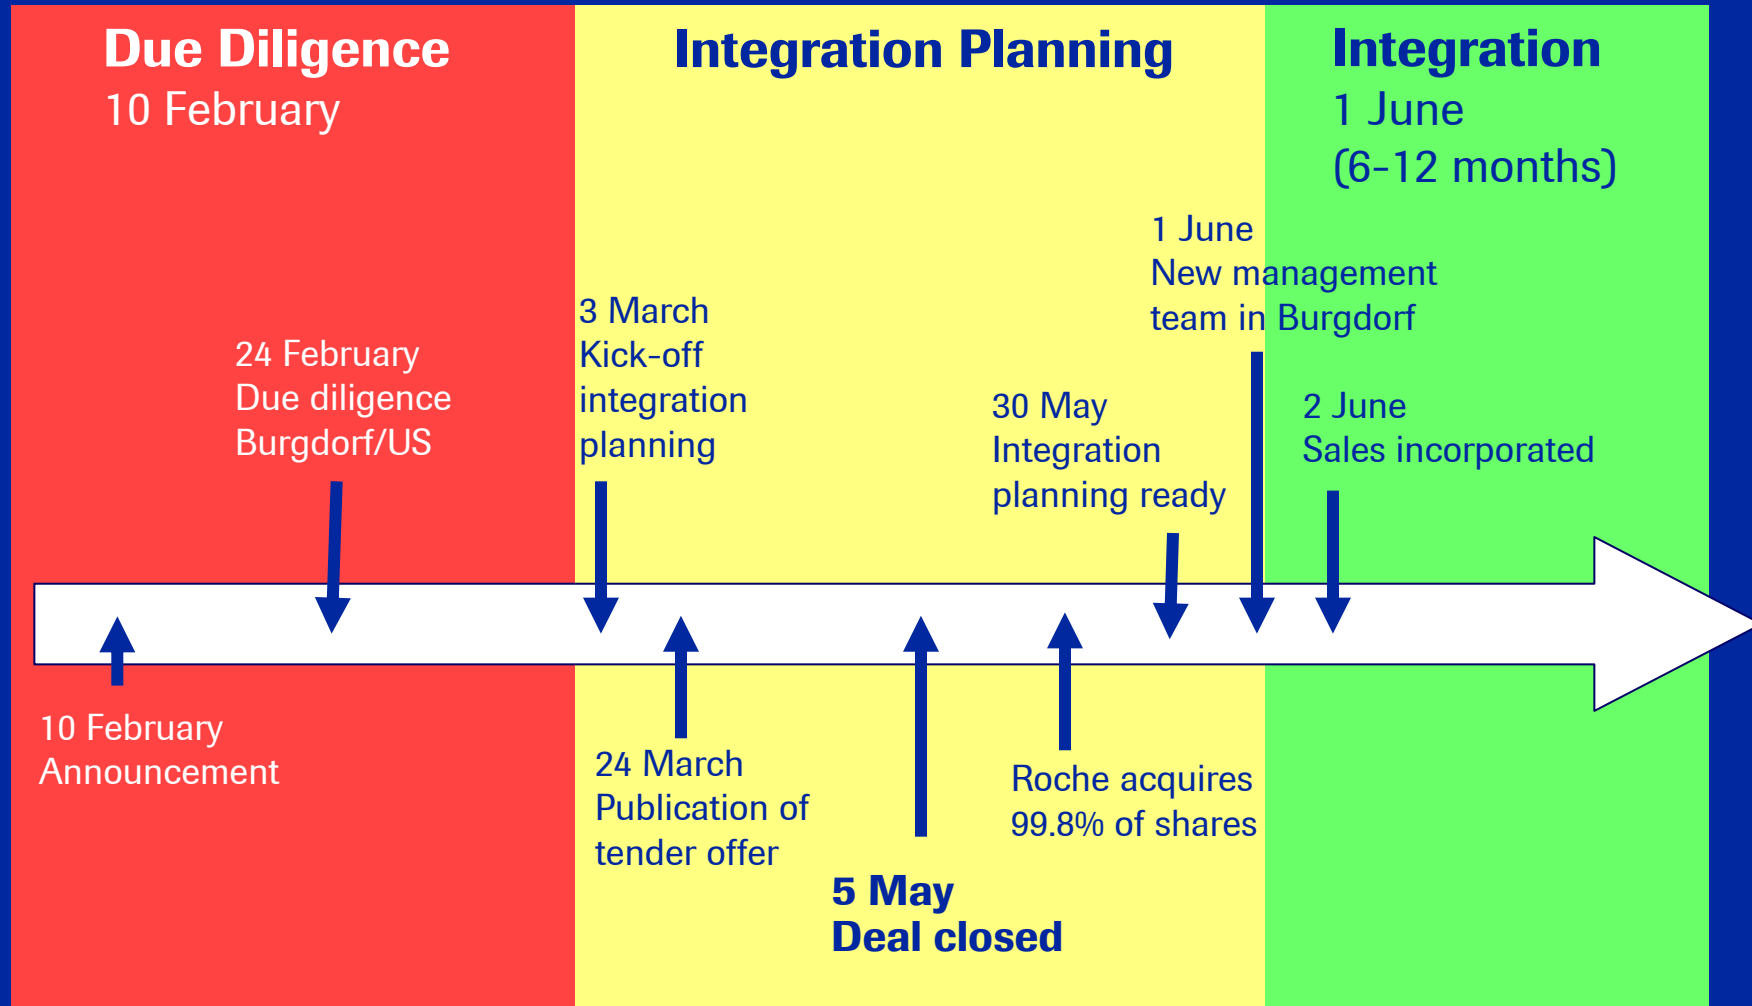 Due Diligence
10 February
Integration Planning
Integration
1 June
(6-12 months)
1 June
New management
team in Burgdorf
3 March
Kick-off
integration
planning
24 February
Due diligence
Burgdorf/US
30 May
Integration
planning ready
2 June
Sales incorporated
10 February
Announcement
24 March
Publication of
tender offer
Roche acquires
99.8% of shares
5 May
Deal closed